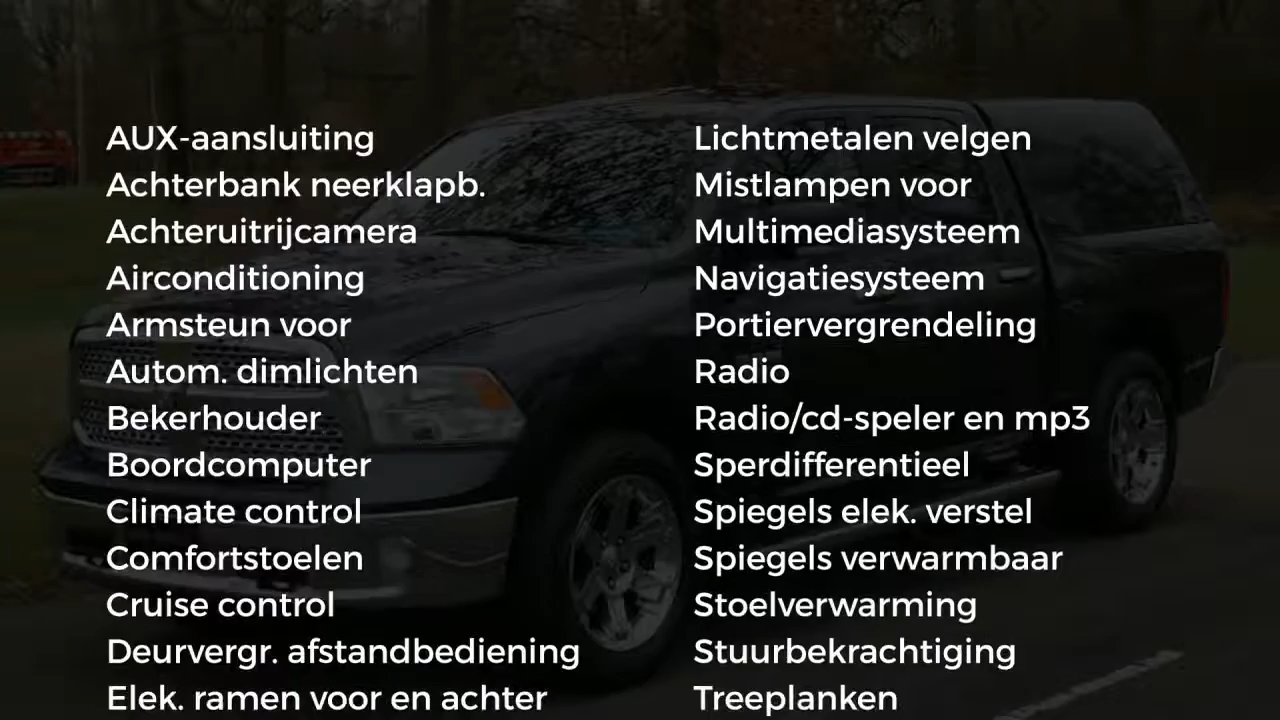 AUX-aansluiting
Achterbank neerklapb.
Achteruitrijcamera
Airconditioning
Armsteun voor
Autom. dimlichten
Bekerhouder
Boordcomputer
Climate control
Comfortstoelen
Cruise control
Deurvergr. afstandbediening
Elek. ramen voor en achter
Lichtmetalen velgen
Mistlampen voor
Multimediasysteem
Navigatiesysteem
Portiervergrendeling
Radio
Radio/cd-speler en mp3
Sperdifferentieel
Spiegels elek. verstel
Spiegels verwarmbaar
Stoelverwarming
Stuurbekrachtiging
Treeplanken